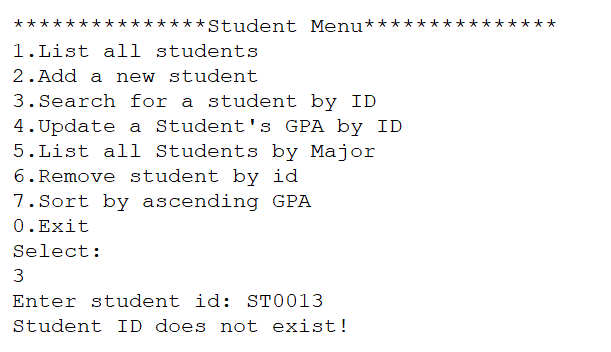 ***************Student Menu***************
1.List all students
2.Add a new student
3.Search for a student by ID
4.Update a Student's GPA by ID
5.List all Students by Major
6.Remove student by id
7.Sort by ascending GPA
0.Exit
Select:
3
Enter student id: ST0013
Student ID does not exist!